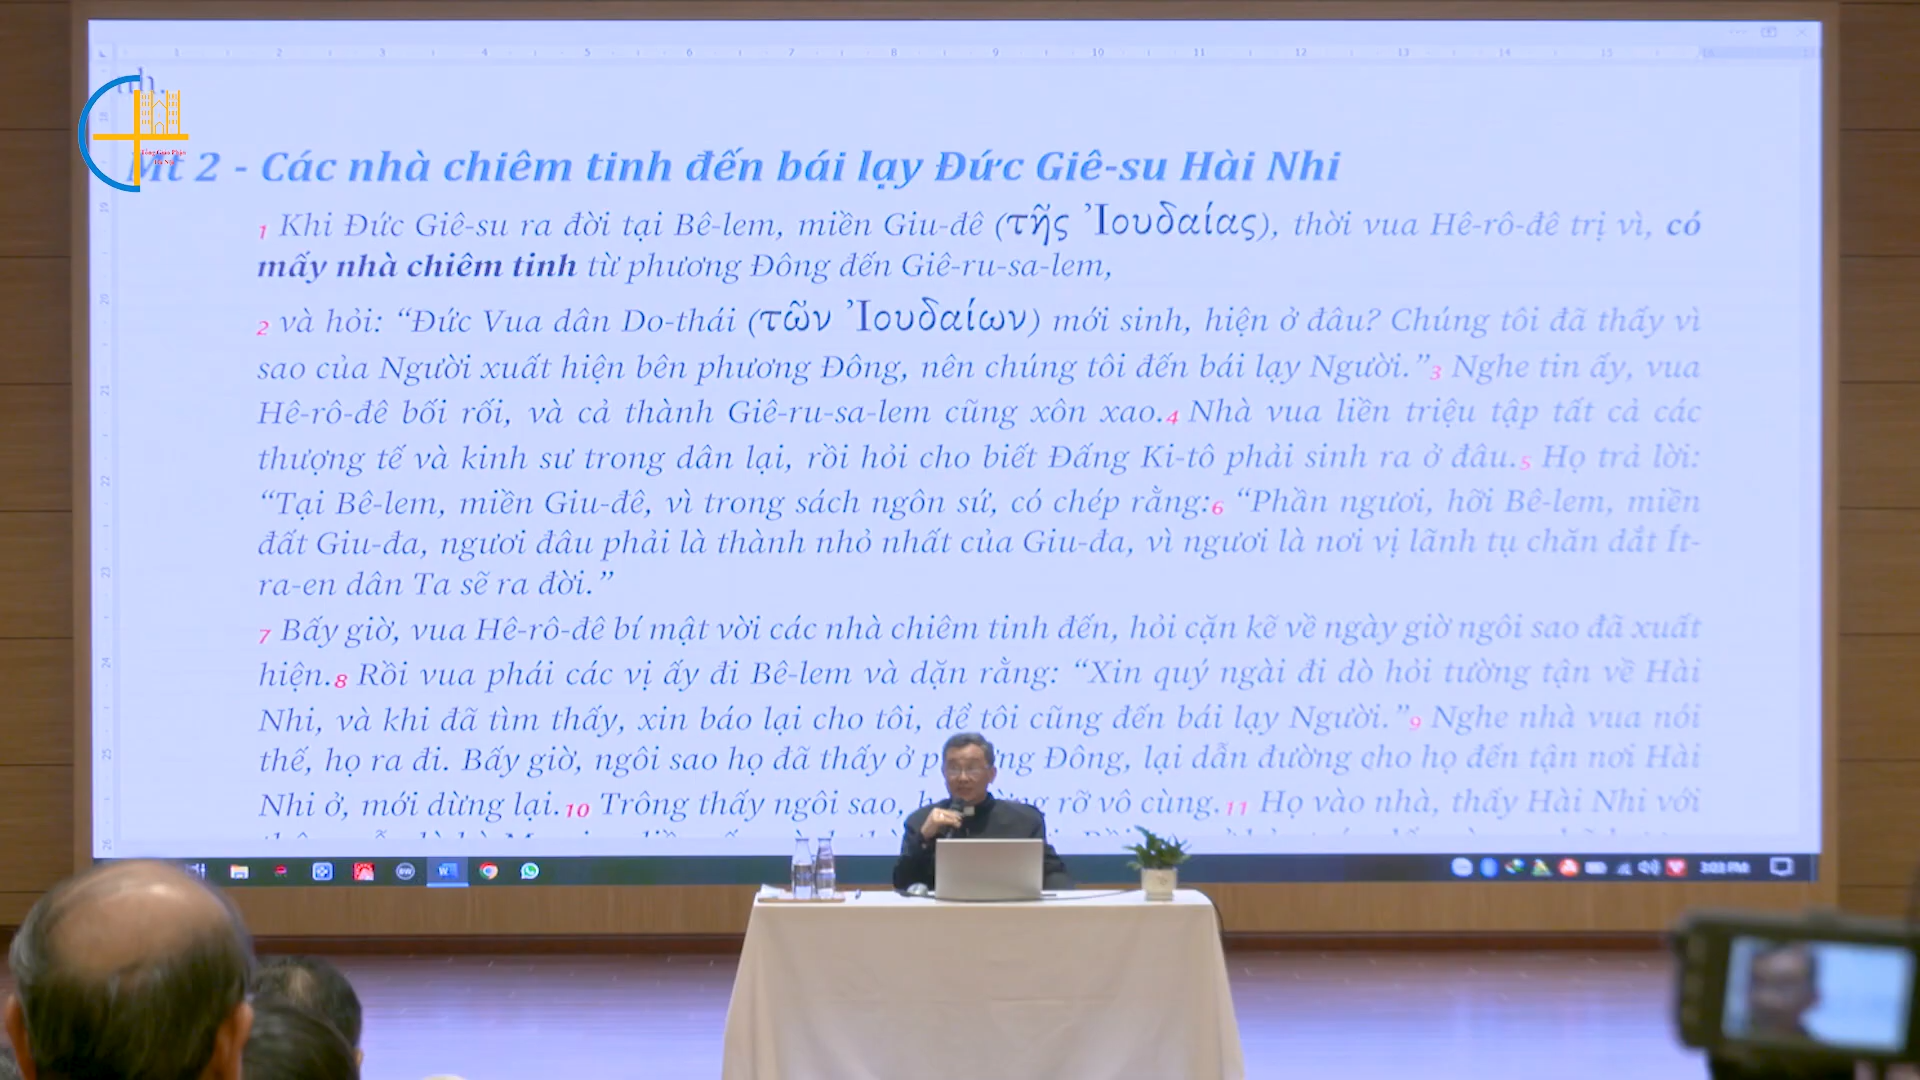 nh.
Tổng Giáo Phận
Hà Nội
Mt 2 - Các nhà chiêm tinh đến bái lạy Đức Giê-su Hài Nhi
1 Khi Đức Giê-su ra đời tại Bê-lem, miền Giu-đê (τῆς Ἰουδαίας), thời vua Hê-rô-đê trị vì, có
mấy nhà chiêm tinh từ phương Đông đến Giê-ru-sa-lem,
2 và hỏi: “Đức Vua dân Do-thái (τῶν Ἰουδαίων) mới sinh, hiện ở đâu? Chúng tôi đã thấy vì
sao của Người xuất hiện bên phương Đông, nên chúng tôi đến bái lạy Người.”3 Nghe tin ấy, vua
Hê-rô-đê bối rối, và cả thành Giê-ru-sa-lem cũng xôn xao.4 Nhà vua liền triệu tập tất cả các
thượng tế và kinh sư trong dân lại, rồi hỏi cho biết Đấng Ki-tô phải sinh ra ở đâu.5 Họ trả lời:
“Tại Bê-lem, miền Giu-đê, vì trong sách ngôn sứ, có chép rằng:6 “Phần ngươi, hỡi Bê-lem, miền
đất Giu-đa, ngươi đâu phải là thành nhỏ nhất của Giu-đa, vì ngươi là nơi vị lãnh tụ chăn dắt Ít-
ra-en dân Ta sẽ ra đời.”
7 Bấy giờ, vua Hê-rô-đê bí mật vời các nhà chiêm tinh đến, hỏi cặn kẽ về ngày giờ ngôi sao đã xuất
hiện.8 Rồi vua phái các vị ấy đi Bê-lem và dặn rằng: “Xin quý ngài đi dò hỏi tường tận về Hài
Nhi, và khi đã tìm thấy, xin báo lại cho tôi, để tôi cũng đến bái lạy Người.”9 Nghe nhà vua nói
thế, họ ra đi. Bấy giờ, ngôi sao họ đã thấy ở Đông, lại dẫn đường cho họ đến tận nơi Hài
Nhi ở, mới dừng lại.10 Trông thấy ngôi sao, rỡ vô cùng.11 Họ vào nhà, thấy Hài Nhi với
3:03 PM